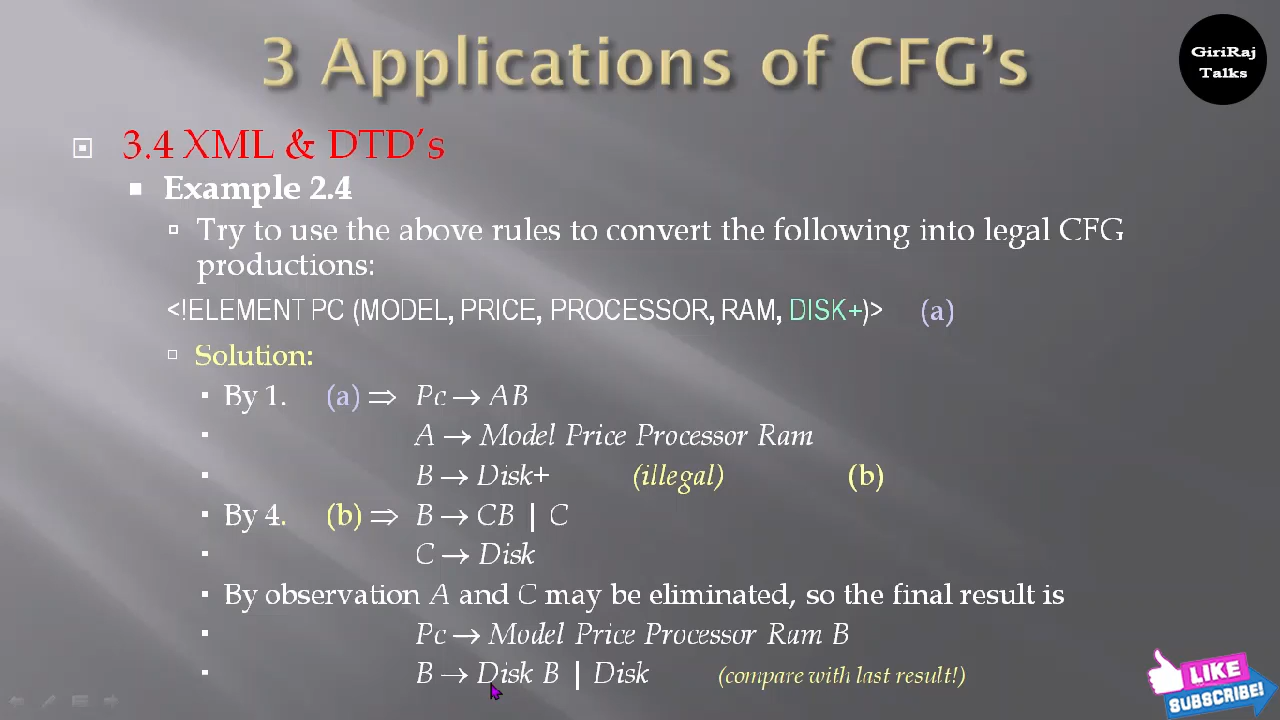 3 Applications of CFG's
GiriRaj
Talks
3.4 XML & DTD's
Example 2.4
Try to use the above rules to convert the following into legal CFG
productions:
<!ELEMENT PC (MODEL, PRICE, PROCESSOR, RAM, DISK+)> (a)
Solution:
By 1. (a) ⇒ Pc → AB
A → Model Price Processor Ram
B → Disk+ (illegal) (b)
By 4. (b) ⇒ B → CB | C
C → Disk
By observation A and C may be eliminated, so the final result is
Pc → Model Price Processor Ram B
B → Disk B | Disk (compare with last result!)
LIKE
SUBSCRIBE!